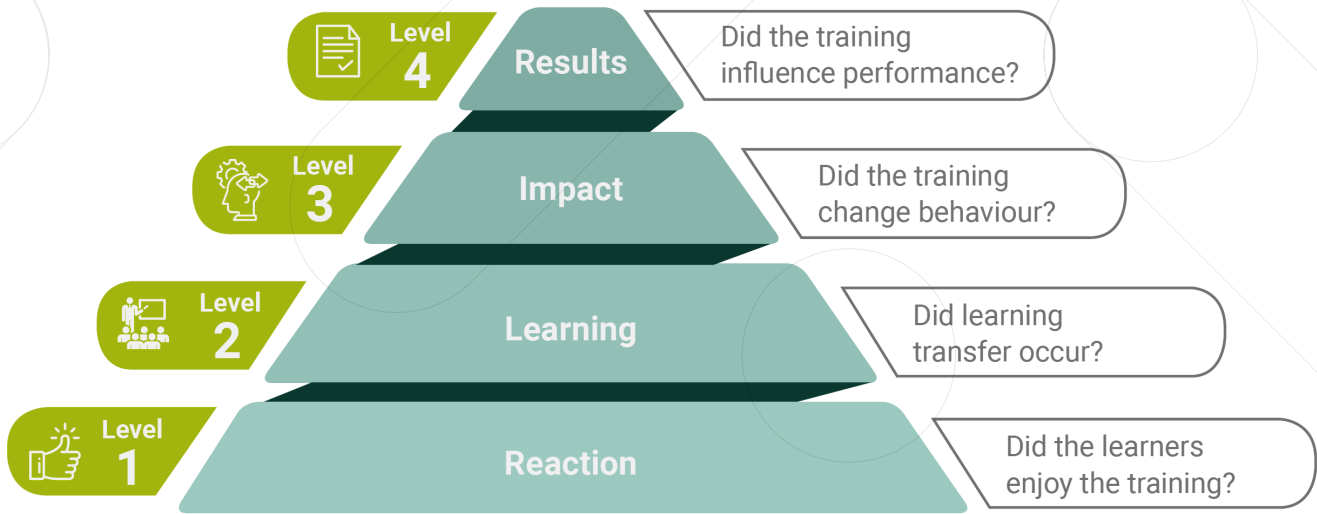 Level
4
Results
Did the training
influence performance?
Level
3
Impact
Did the training
change behaviour?
Level
2
Learning
Did learning
transfer occur?
Level
1
Reaction
Did the learners
enjoy the training?